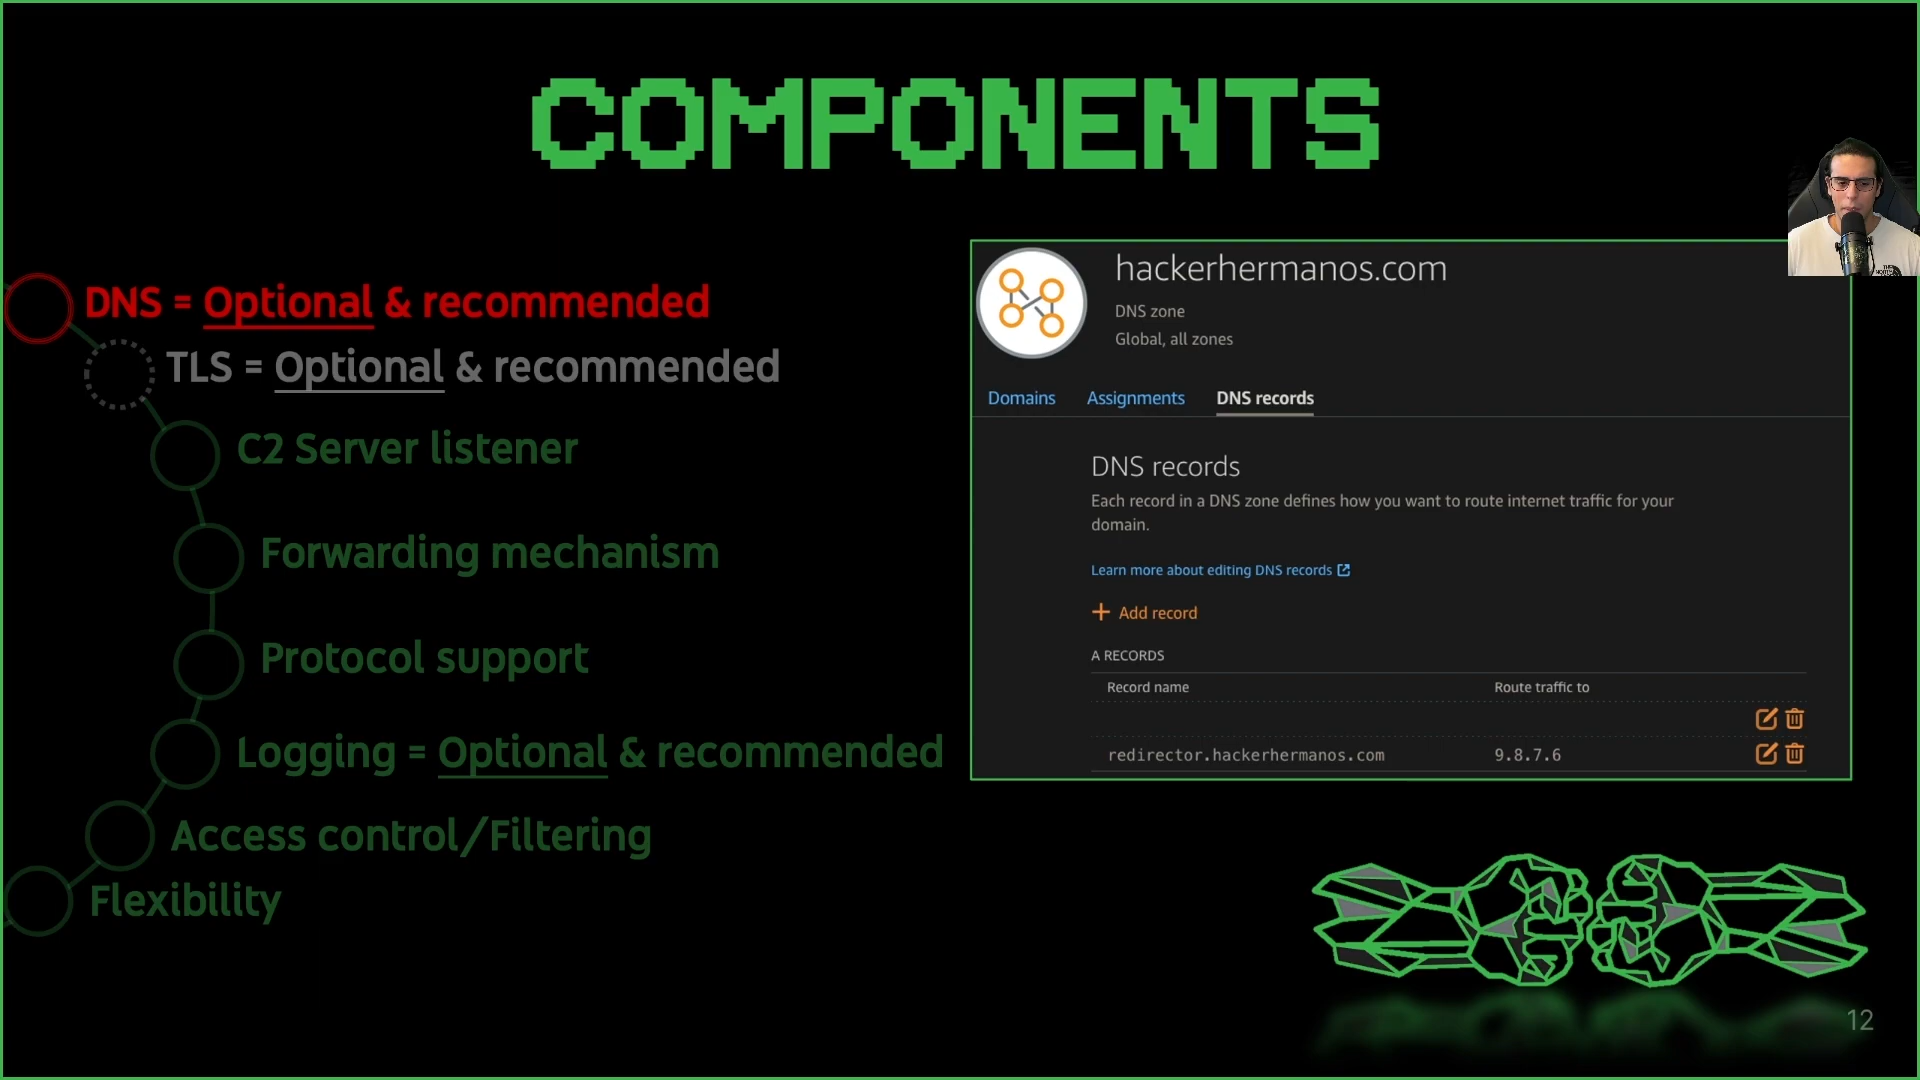 COMPONENTS
DNS = Optional & recommended
TLS = Optional & recommended
C2 Server listener
Forwarding mechanism
Protocol support
Logging = Optional & recommended
Access control/Filtering
Flexibility
hackerhermanos.com
DNS zone
Global, all zones
Domains Assignments DNS records
DNS records
Each record in a DNS zone defines how you want to route internet traffic for your
domain.
Learn more about editing DNS records
+ Add record
A RECORDS
Record name Route traffic to
redirector.hackerhermanos.com 9.8.7.6
12